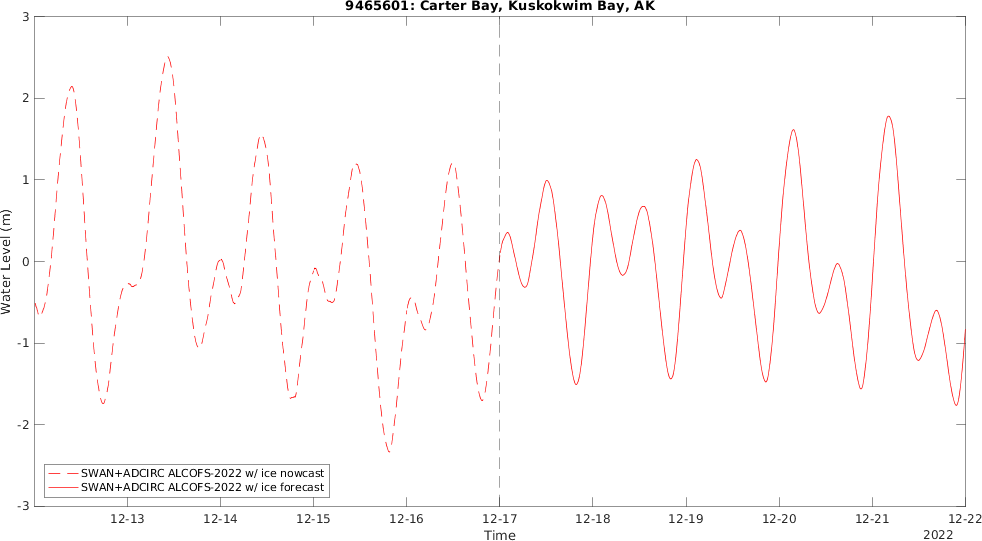 9465601: Carter Bay, Kuskokwim Bay, AK
3
2
1
0
-1
-2
-3
Water Level (m)
SWAN+ADCIRC ALCOFS-2022 w/ ice nowcast
SWAN+ADCIRC ALCOFS-2022 w/ ice forecast
12-13 12-14 12-15 12-16 12-17 12-18 12-19 12-20 12-21 12-22
Time
2022